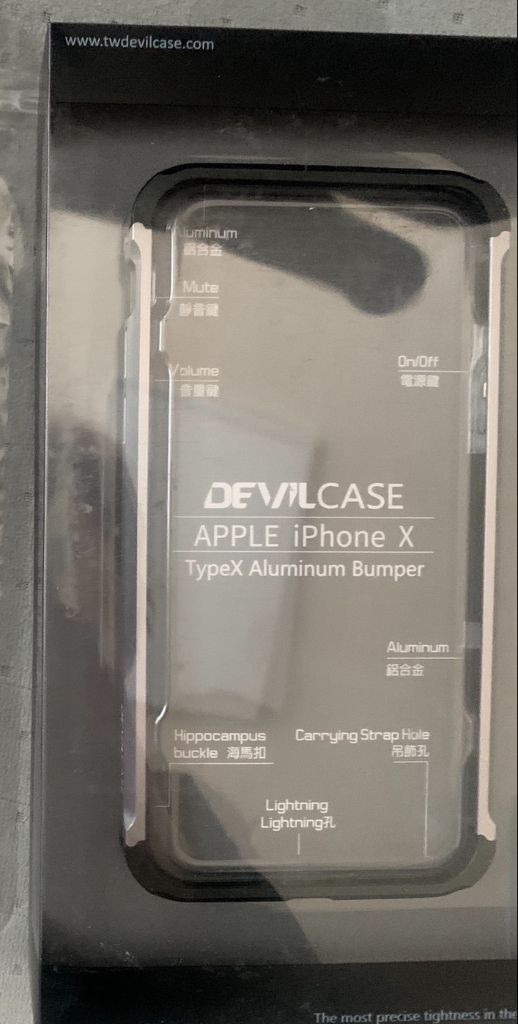 www.twdevilcase.com
Aluminum
鋁合金
Mute
靜音鍵
Volume
音量鍵
On/Off
電源鍵
DEVILCASE
APPLE iPhone X
TypeX Aluminum Bumper
Aluminum
鋁合金
Hippocampus
buckle 海馬扣
Carrying Strap Hole
吊飾孔
Lightning
Lightning孔
The most precise tightness in the